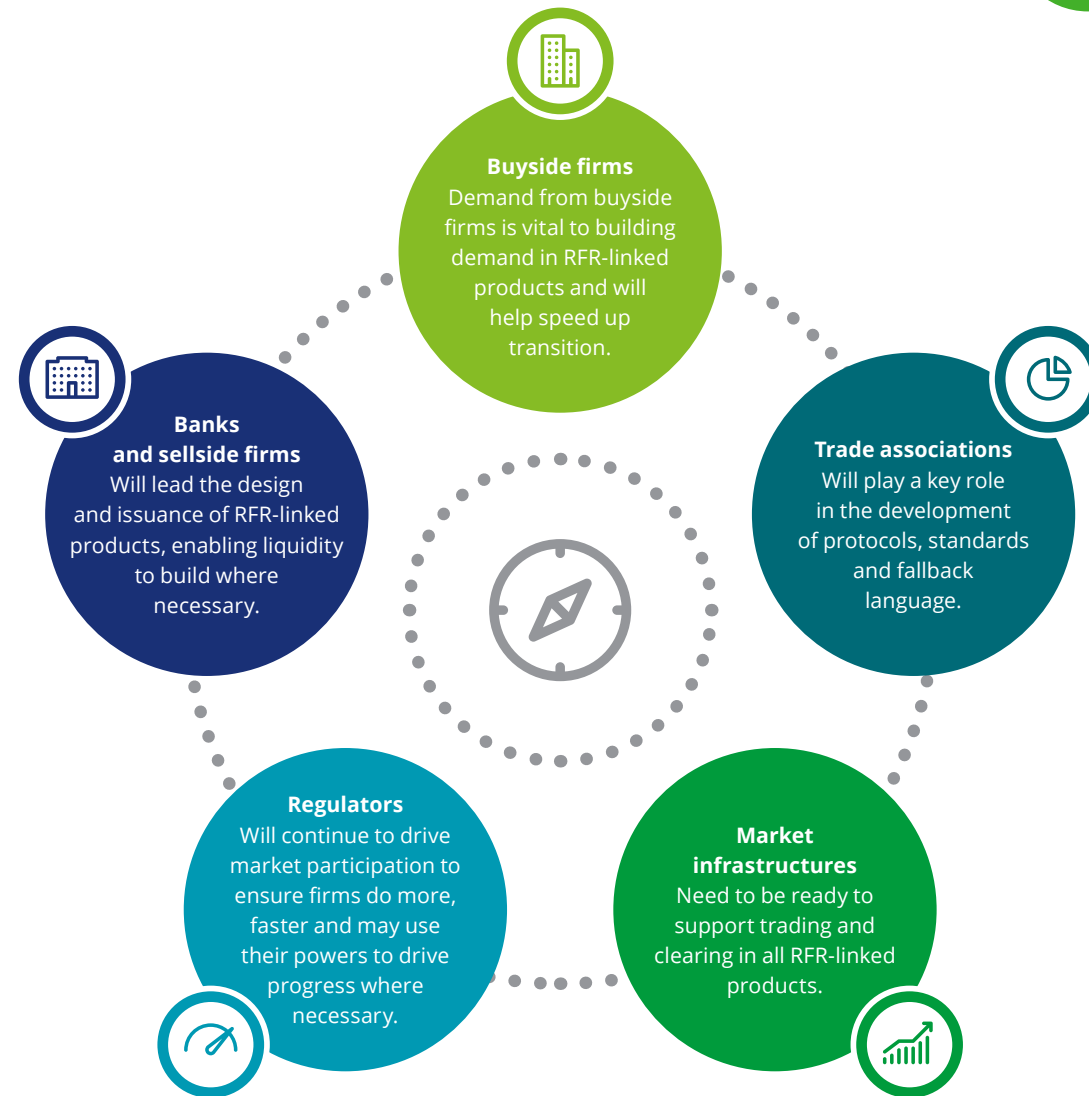 Buyside firms
Demand from buyside
firms is vital to building
demand in RFR-linked
products and will
help speed up
transition.
Banks
and sellside firms
Will lead the design
and issuance of RFR-linked
products, enabling liquidity
to build where
necessary.
Trade associations
Will play a key role
in the development
of protocols, standards
and fallback
language.
Regulators
Will continue to drive
market participation to
ensure firms do more,
faster and may use
their powers to drive
progress where
necessary.
Market
infrastructures
Need to be ready to
support trading and
clearing in all RFR-linked
products.